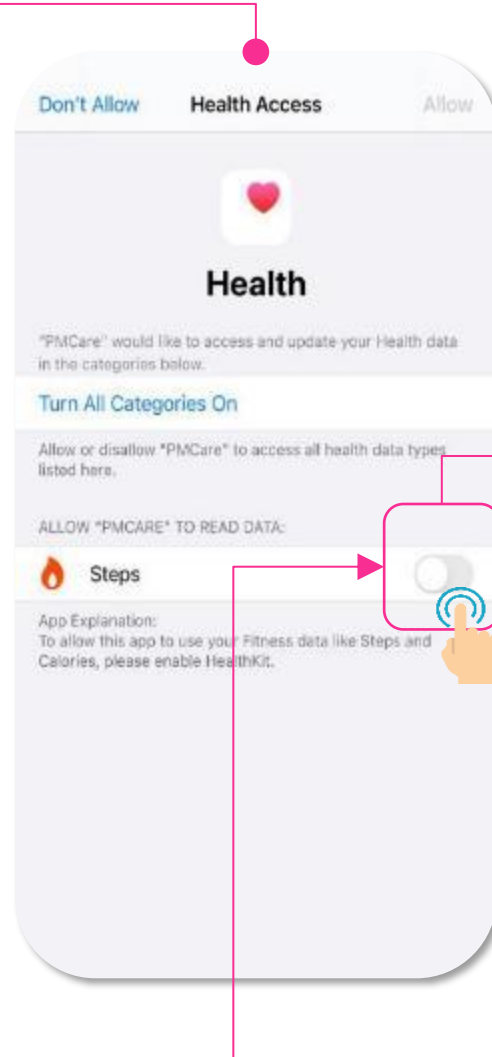 Don't Allow Health Access Allow
Health
"PMCare" would like to access and update your Health data
in the categories below.
Turn All Categories On
Allow or disallow "PMCare" to access all health data types
listed here.
ALLOW "PMCARE" TO READ DATA:
Steps
App Explanation:
To allow this app to use your Fitness data like Steps and
Calories, please enable HealthKit.